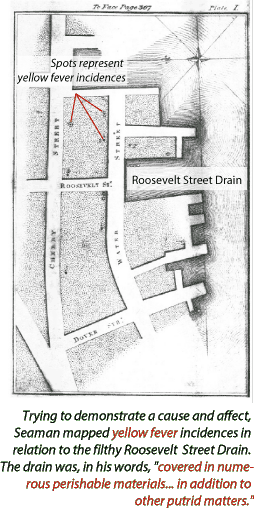 To Face Page 367 Plate I.
Spots represent
yellow fever incidences
STREET
STREET
Roosevelt Street Drain
ROOSEVELT St.
CHERRY
WATER
DOVER STR.
Trying to demonstrate a cause and affect,
Seaman mapped yellow fever incidences in
relation to the filthy Roosevelt Street Drain.
The drain was, in his words, "covered in nume-
rous perishable materials... in addition to
other putrid matters."